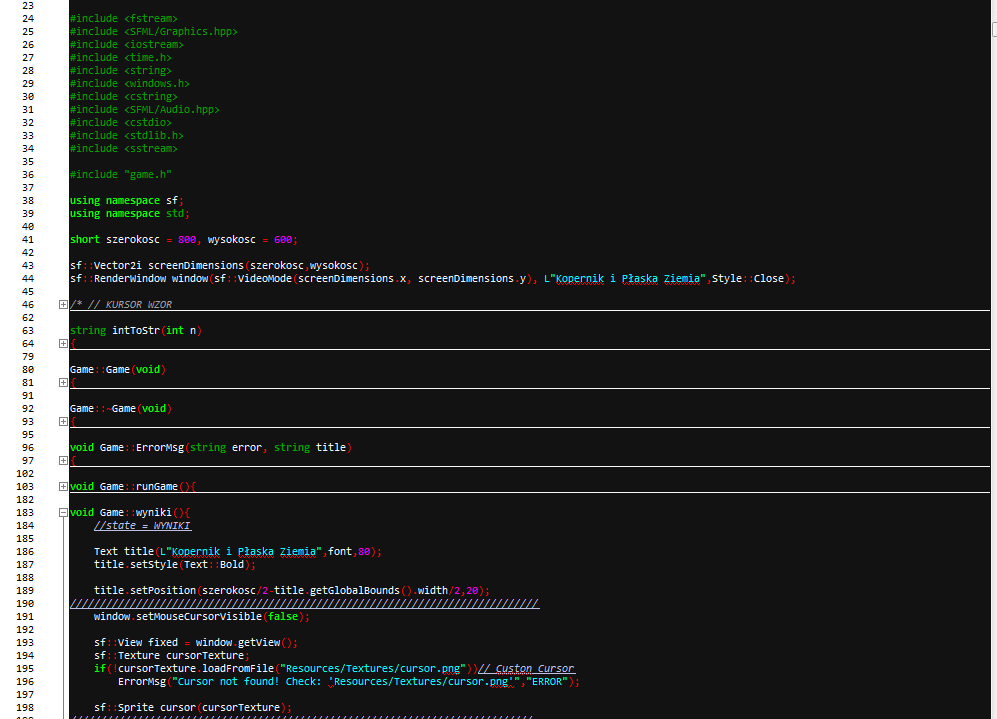 23
24 #include <fstream>
25 #include <SFML/Graphics.hpp>
26 #include <iostream>
27 #include <time.h>
28 #include <string>
29 #include <windows.h>
30 #include <cstring>
31 #include <SFML/Audio.hpp>
32 #include <cstdio>
33 #include <stdlib.h>
34 #include <sstream>
35
36 #include "game.h"
37
38 using namespace sf;
39 using namespace std;
40
41 short szerokosc = 800, wysokosc = 600;
42
43 sf::Vector2i screenDimensions(szerokosc,wysokosc);
44 sf::RenderWindow window(sf::VideoMode(screenDimensions.x, screenDimensions.y), L"Kopernik i Płaska Ziemia",Style::Close);
45
46 /* // KURSOR WZOR
62
63 string intToStr(int n)
64 {
79
80 Game::Game(void)
81 {
91
92 Game::~Game(void)
93 {
95
96 void Game::ErrorMsg(string error, string title)
97 {
102
103 void Game::runGame(){
182
183 void Game::wyniki(){
184 //state = WYNIKI
185
186 Text title(L"Kopernik i Płaska Ziemia",font,80);
187 title.setStyle(Text::Bold);
188
189 title.setPosition(szerokosc/2-title.getGlobalBounds().width/2,20);
190 //////////////////////////////////////////////////////////////////////////////
191 window.setMouseCursorVisible(false);
192
193 sf::View fixed = window.getView();
194 sf::Texture cursorTexture;
195 if(!cursorTexture.loadFromFile("Resources/Textures/cursor.png"))// Custon Cursor
196 ErrorMsg("Cursor not found! Check: 'Resources/Textures/cursor.png'","ERROR");
197
198 sf::Sprite cursor(cursorTexture);